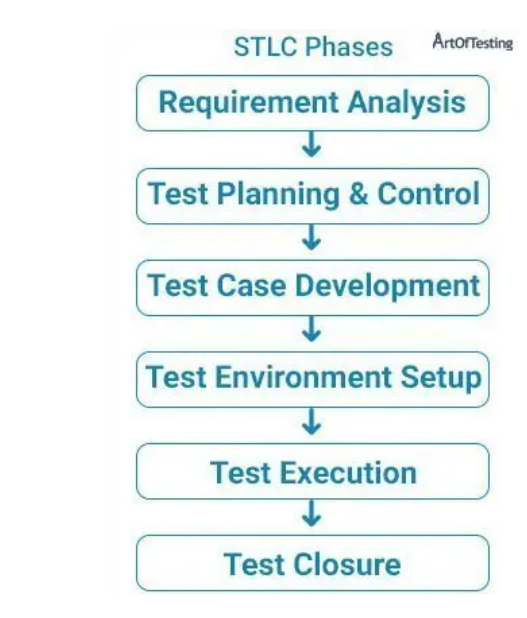 STLC Phases
ArtOfTesting
Requirement Analysis
Test Planning & Control
Test Case Development
Test Environment Setup
Test Execution
Test Closure